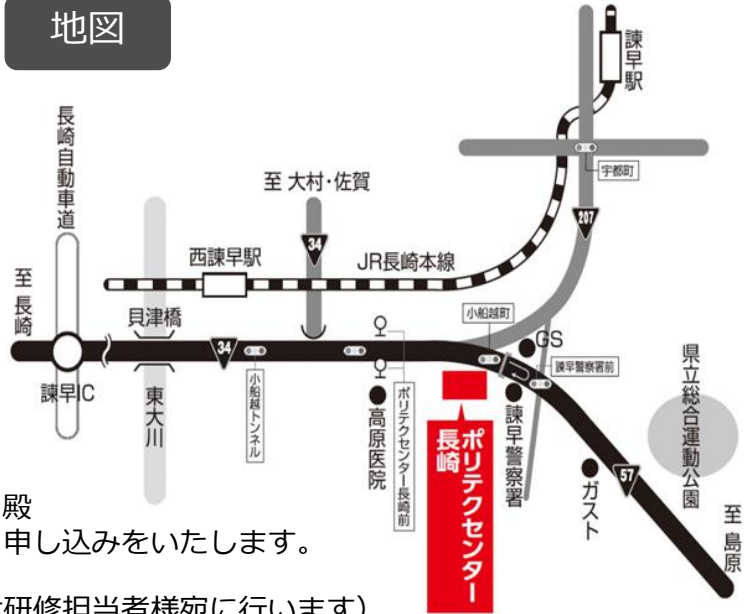 地図
諫早駅
長崎自動車道
宇都町
至 大村・佐賀
207
34
西諫早駅
JR長崎本線
至 長崎
貝津橋
小船越町
GS
34
諫早警察署前
県立総合運動公園
諫早IC
東大川
小船越トンネル
高原医院
ポリテクセンター長崎前
ポリテクセンター
長崎
諫早警察署
ガスト
57
至 島原
殿
申し込みをいたします。
研修担当者様宛に行います）